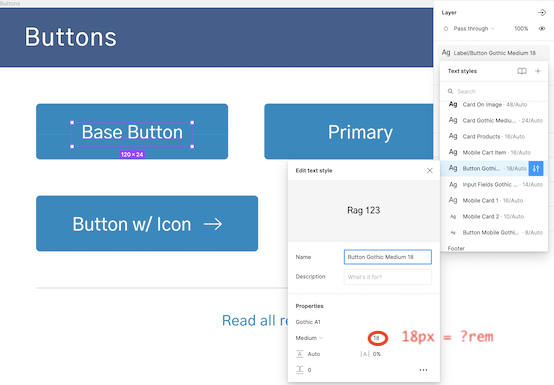 Buttons
Buttons
Base Button
120 × 24
Primary
Button w/ Icon
Read all re
Layer
Pass through
100%
Ag Label/Button Gothic Medium 18
Text styles
Search
Ag Card On Image · 48/Auto
Ag Card Gothic Mediu... · 24/Auto
Ag Card Products · 16/Auto
Ag Mobile Cart Item · 16/Auto
Ag Button Gothi... · 18/Auto
Ag Input Fields Gothic ... · 14/Auto
Ag Mobile Card 1 · 16/Auto
Ag Mobile Card 2 · 10/Auto
Ag Button Mobile Gothi... · 8/Auto
Footer
Edit text style
Rag 123
Name
Button Gothic Medium 18
Description
What's it for?
Properties
Gothic A1
Medium
18
A Auto
|A| 0%
0
...
18px = ?rem